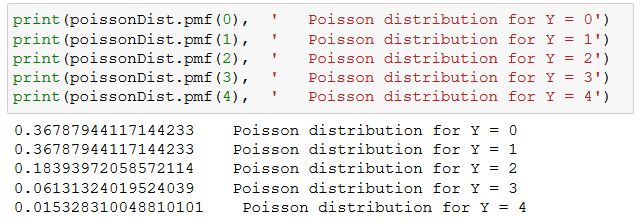 print(poissonDist.pmf(0),  '   Poisson distribution for Y = 0')
print(poissonDist.pmf(1),  '   Poisson distribution for Y = 1')
print(poissonDist.pmf(2),  '   Poisson distribution for Y = 2')
print(poissonDist.pmf(3),  '   Poisson distribution for Y = 3')
print(poissonDist.pmf(4),  '   Poisson distribution for Y = 4')
0.36787944117144233    Poisson distribution for Y = 0
0.36787944117144233    Poisson distribution for Y = 1
0.18393972058572114    Poisson distribution for Y = 2
0.06131324019524039    Poisson distribution for Y = 3
0.015328310048810101    Poisson distribution for Y = 4